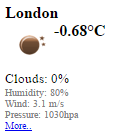 London
-0.68°C
Clouds: 0%
Humidity: 80%
Wind: 3.1 m/s
Pressure: 1030hpa
More..